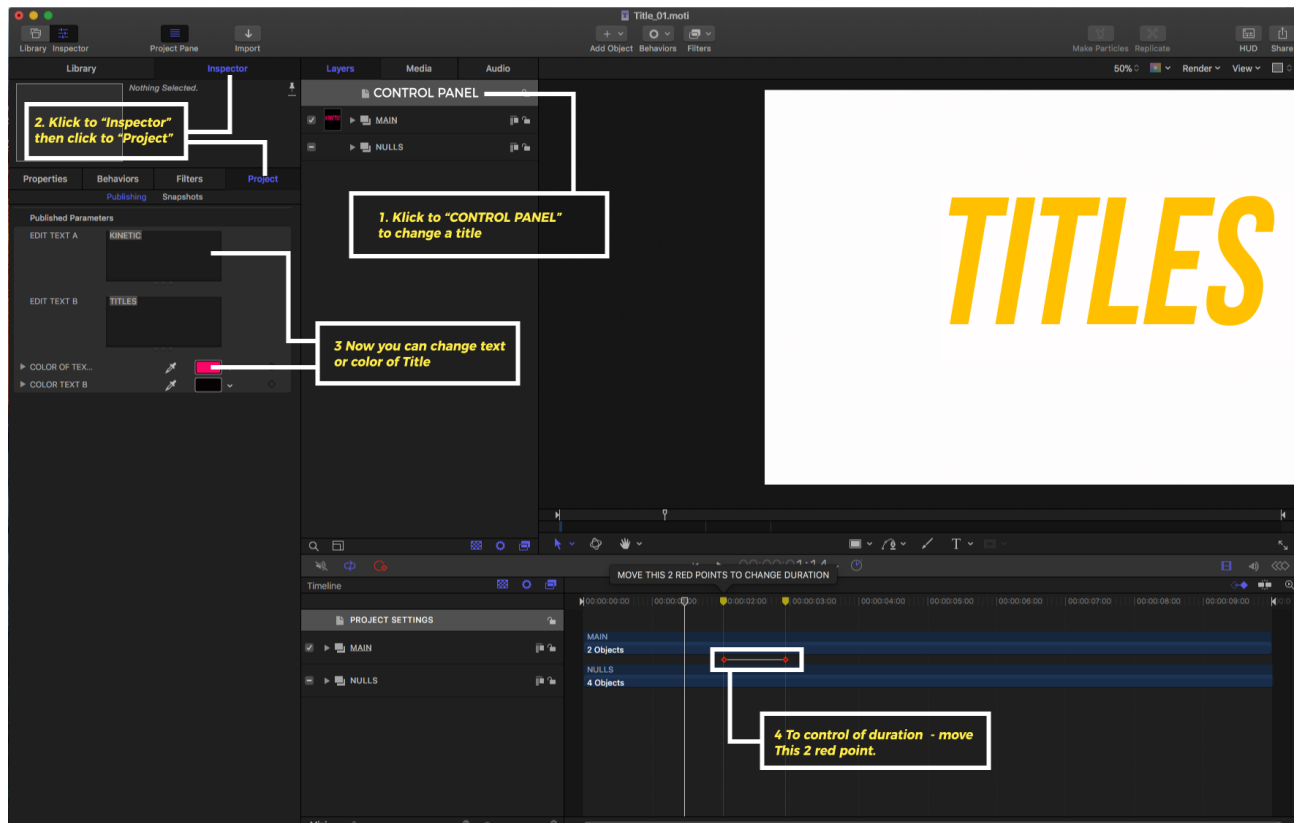 Title_01.moti
Library Inspector Project Pane Import
Add Object Behaviors Filters
Make Particles Replicate HUD Share
Library Inspector
Layers Media Audio
50% Render View
Nothing Selected.
CONTROL PANEL
2. Klick to “Inspector”
then click to “Project”
MAIN
NULLS
Properties Behaviors Filters Project
Publishing Snapshots
1. Klick to “CONTROL PANEL”
to change a title
TITLES
Published Parameters
EDIT TEXT A KINETIC
EDIT TEXT B TITLES
3 Now you can change text
or color of Title
COLOR OF TEX...
COLOR TEXT B
T
MOVE THIS 2 RED POINTS TO CHANGE DURATION
Timeline
00:00:00:00 00:00:02:00 00:00:03:00 00:00:04:00 00:00:05:00 00:00:06:00 00:00:07:00 00:00:08:00 00:00:09:00
PROJECT SETTINGS
MAIN
MAIN
2 Objects
NULLS
NULLS
4 Objects
4 To control of duration - move
This 2 red point.